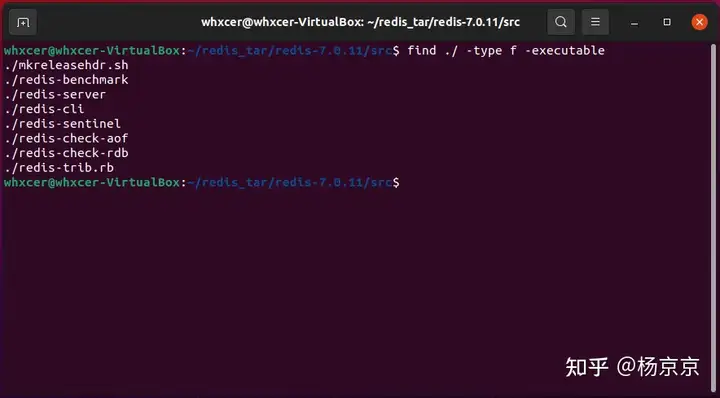 whxcer@whxcer-VirtualBox: ~/redis_tar/redis-7.0.11/src
whxcer@whxcer-VirtualBox:~/redis_tar/redis-7.0.11/src$ find ./ -type f -executable
./mkreleasehdr.sh
./redis-benchmark
./redis-server
./redis-cli
./redis-sentinel
./redis-check-aof
./redis-check-rdb
./redis-trib.rb
whxcer@whxcer-VirtualBox:~/redis_tar/redis-7.0.11/src$
知乎 @杨京京